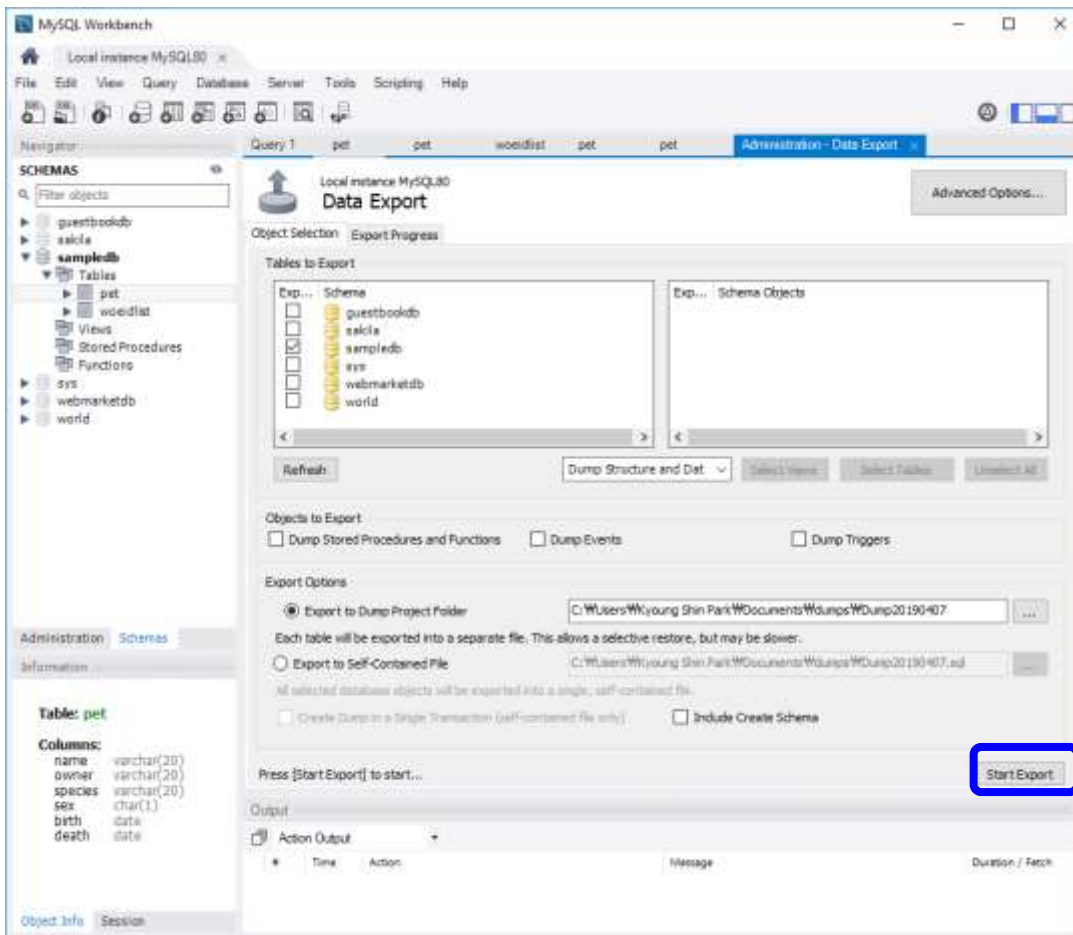 MySQL Workbench
Local instance MySQL80
File Edit View Query Database Server Tools Scripting Help
Navigator
Query 1 pet pet woeidlist pet pet Administration - Data Export
SCHEMAS
Filter objects
guestbookdb
sakila
sampledb
Tables
pet
woeidlist
Views
Stored Procedures
Functions
sys
webmarketdb
world
Administration Schemas
Information
Table: pet
Columns:
name varchar(20)
owner varchar(20)
species varchar(20)
sex char(1)
birth date
death date
Object Info Session
Local instance MySQL80
Data Export
Advanced Options...
Object Selection Export Progress
Tables to Export
Exp... Schema
guestbookdb
sakila
sampledb
sys
webmarketdb
world
Exp... Schema Objects
Refresh
Dump Structure and Dat
Select Views Select Tables Unselect All
Objects to Export
Dump Stored Procedures and Functions Dump Events Dump Triggers
Export Options
Export to Dump Project Folder C:₩Users₩Kyoung Shin Park₩Documents₩dumps₩Dump20190407 ...
Each table will be exported into a separate file. This allows a selective restore, but may be slower.
Export to Self-Contained File C:₩Users₩Kyoung Shin Park₩Documents₩dumps₩Dump20190407.sql ...
All selected database objects will be exported into a single, self-contained file.
Create Dump in a Single Transaction (self-contained file only) Include Create Schema
Press [Start Export] to start...
Start Export
Output
Action Output
# Time Action Message Duration / Fetch